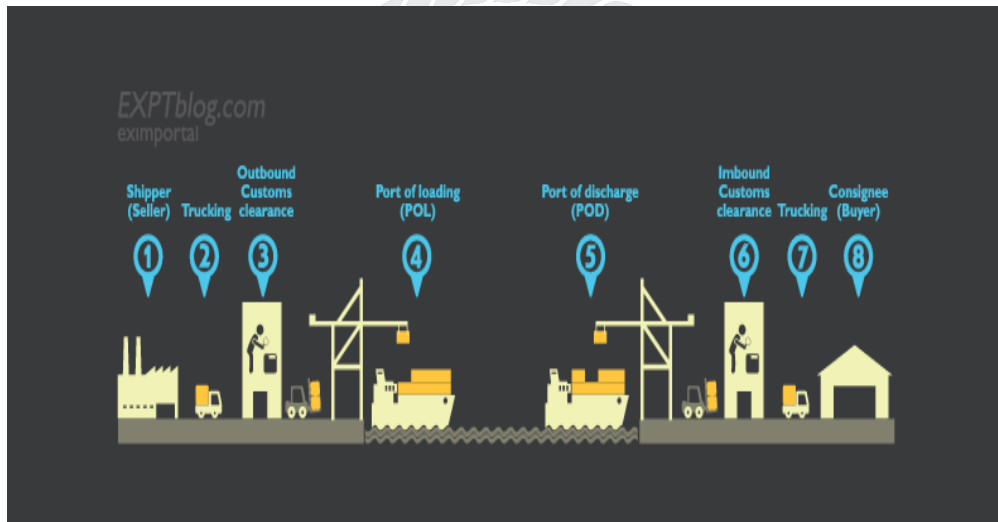 EXPTblog.com
eximportal
Shipper
(Seller)
Trucking
Outbound
Customs
clearance
Port of loading
(POL)
Port of discharge
(POD)
Imbound
Customs
clearance
Trucking
Consignee
(Buyer)
1
2
3
4
5
6
7
8